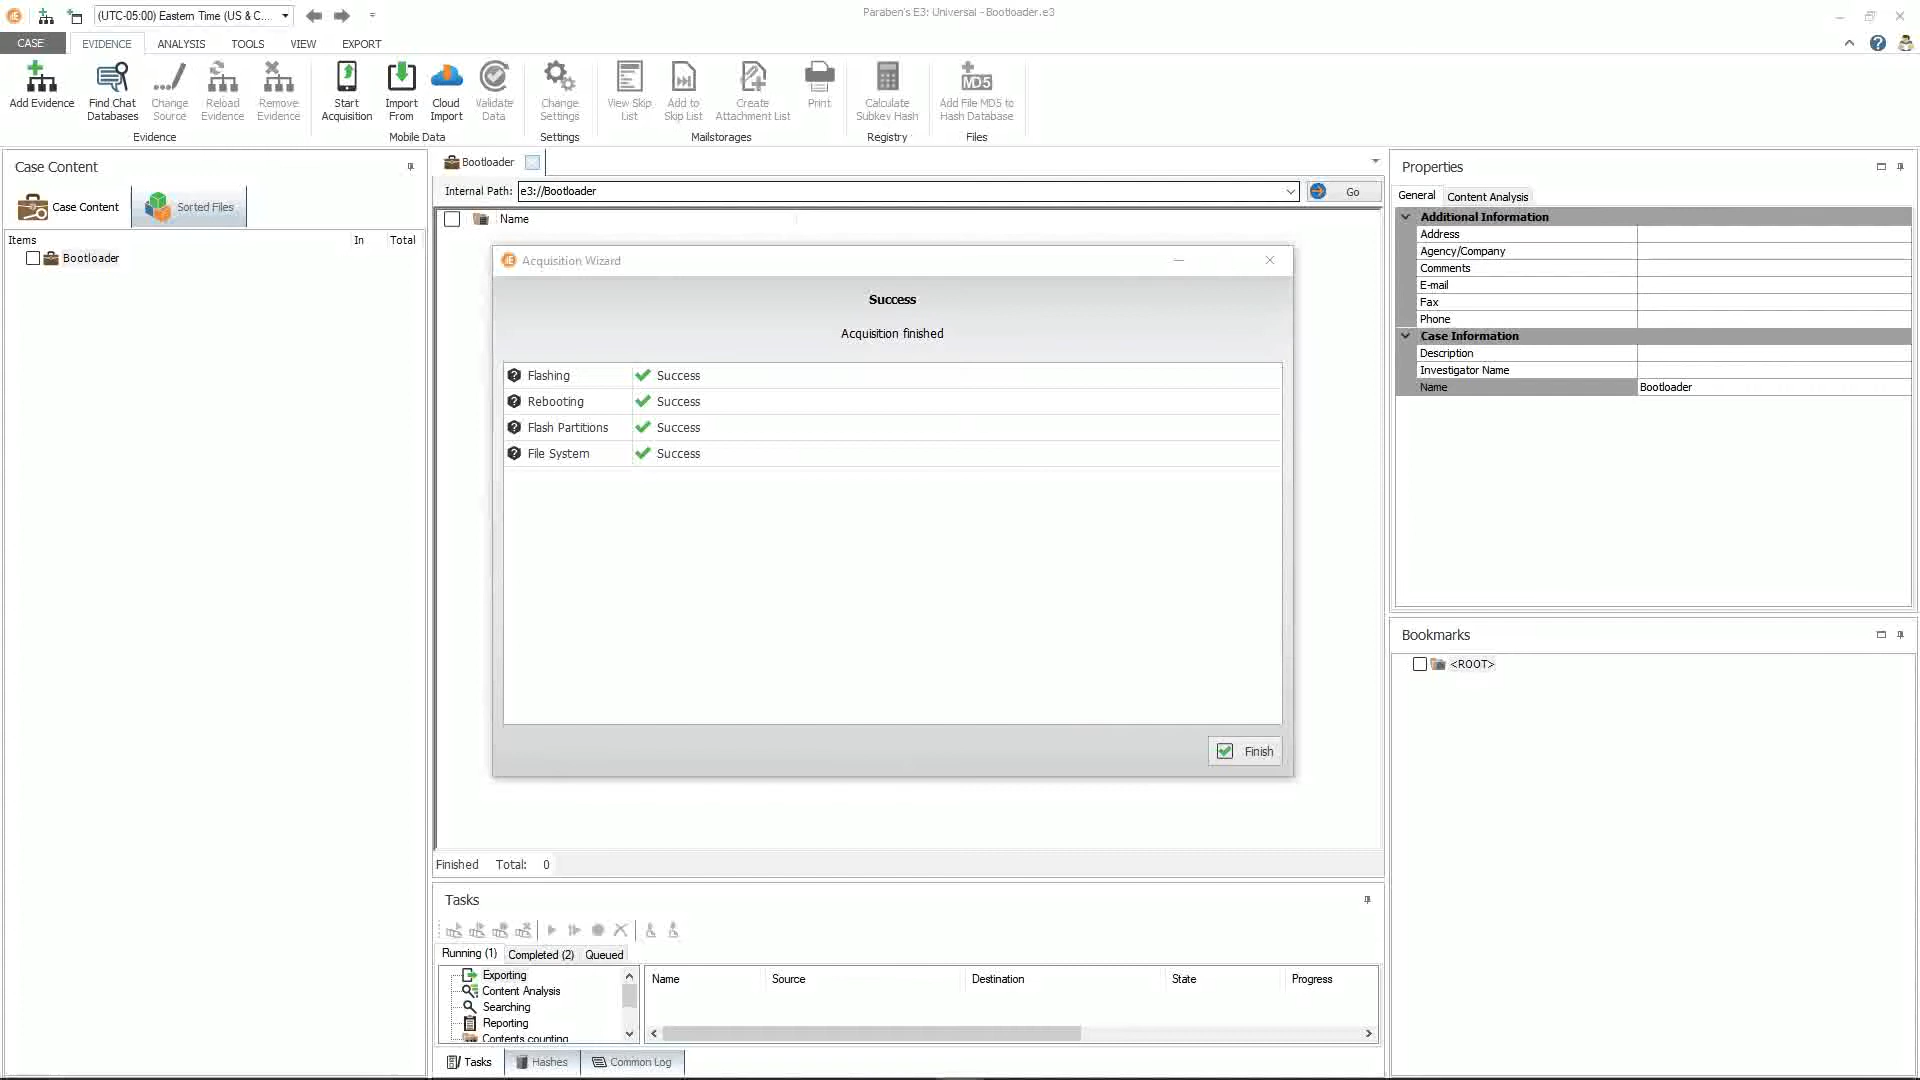 (UTC-05:00) Eastern Time (US & C...
Paraben's E3: Universal - Bootloader.e3
CASE EVIDENCE ANALYSIS TOOLS VIEW EXPORT
Add Evidence
Find Chat Databases
Change Source
Reload Evidence
Remove Evidence
Evidence
Start Acquisition
Import From
Cloud Import
Validate Data
Mobile Data
Change Settings
Settings
View Skip List
Add to Skip List
Create Attachment List
Print
Mailstorages
Calculate Subkey Hash
Registry
Add File MD5 to Hash Database
MD5
Files
Case Content
Case Content Sorted Files
Items In Total
Bootloader
Bootloader
Internal Path: e3://Bootloader Go
Name
Acquisition Wizard
Success
Acquisition finished
Flashing Success
Rebooting Success
Flash Partitions Success
File System Success
Finish
Finished Total: 0
Tasks
Running (1) Completed (2) Queued
Exporting
Content Analysis
Searching
Reporting
Contents counting
Name Source Destination State Progress
Tasks Hashes Common Log
Properties
General Content Analysis
Additional Information
Address
Agency/Company
Comments
E-mail
Fax
Phone
Case Information
Description
Investigator Name
Name Bootloader
Bookmarks
<ROOT>